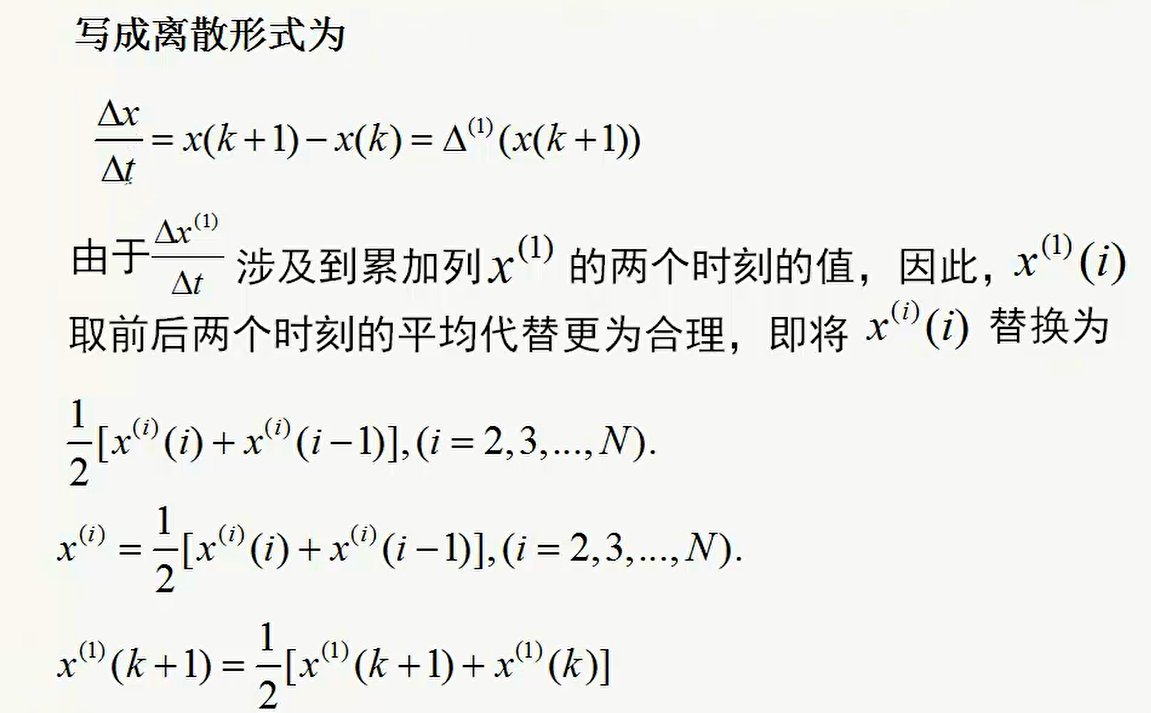 写成离散形式为
$\frac{\Delta x}{\Delta t} = x(k+1) - x(k) = \Delta^{(1)}(x(k+1))$
由于$\frac{\Delta x^{(1)}}{\Delta t}$ 涉及到累加列$x^{(1)}$ 的两个时刻的值，因此，$x^{(1)}(i)$
取前后两个时刻的平均代替更为合理，即将 $x^{(i)}(i)$ 替换为
$\frac{1}{2}[x^{(i)}(i) + x^{(i)}(i-1)], (i = 2,3,...,N).$
$x^{(i)} = \frac{1}{2}[x^{(i)}(i) + x^{(i)}(i-1)], (i = 2,3,...,N).$
$x^{(1)}(k+1) = \frac{1}{2}[x^{(1)}(k+1) + x^{(1)}(k)]$